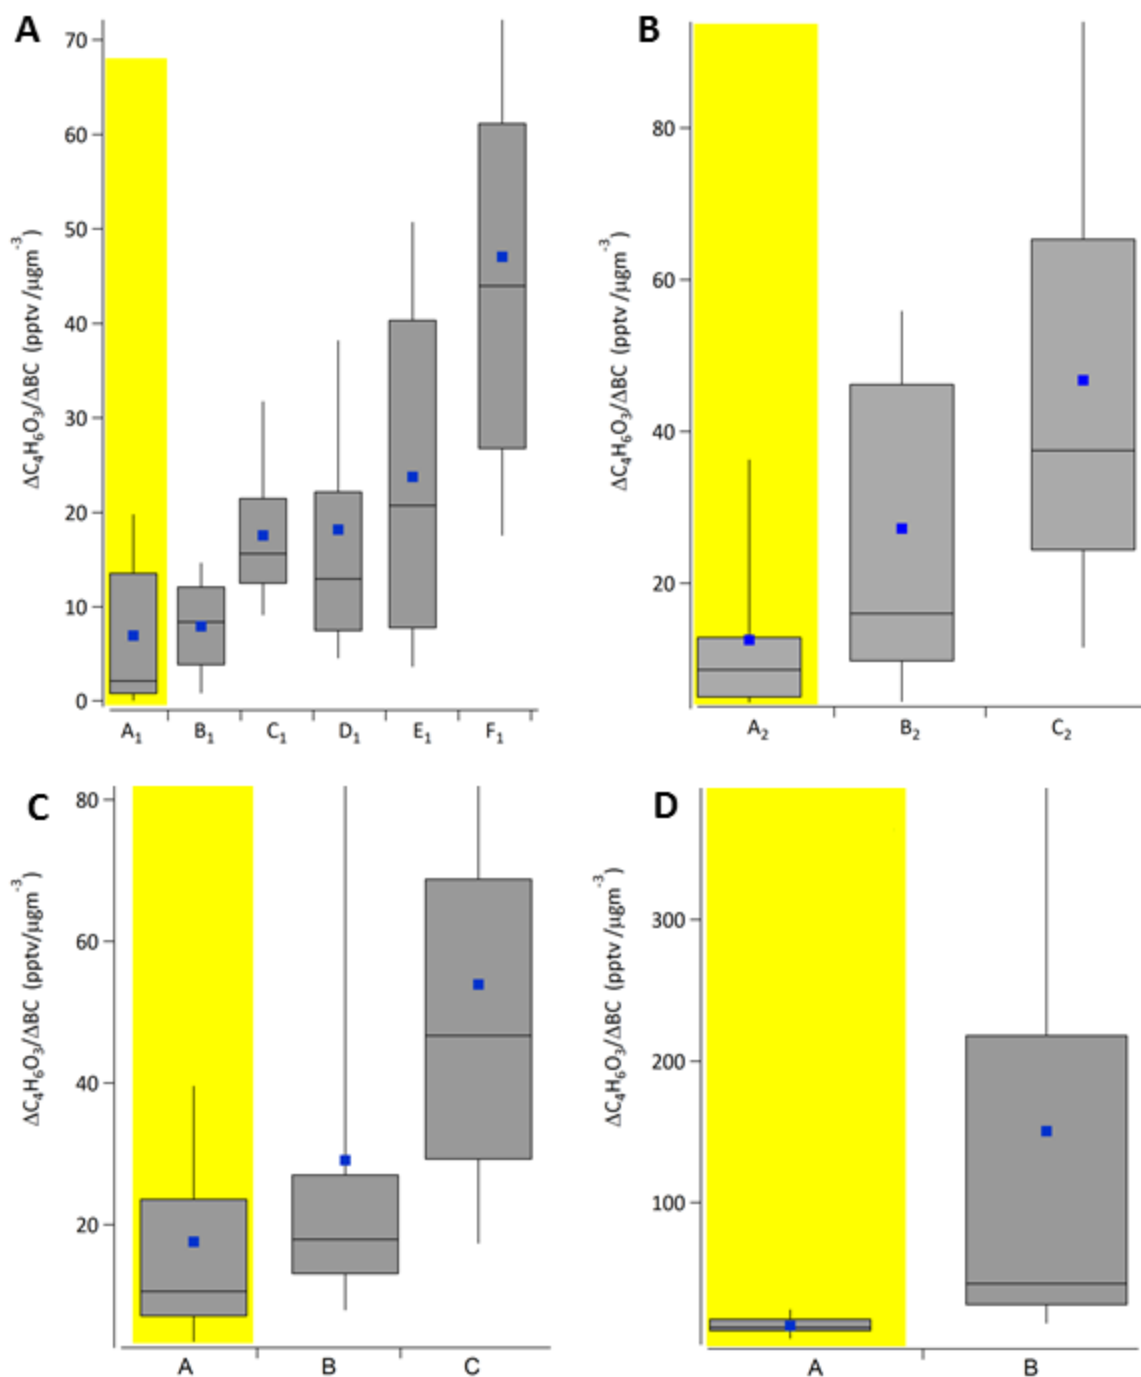 A
70
60
50
40
30
20
10
0
ΔC₄H₆O₃/ΔBC (pptv /µgm⁻³)
A₁ B₁ C₁ D₁ E₁ F₁
B
80
60
40
20
ΔC₄H₆O₃/ΔBC (pptv /µgm⁻³)
A₂ B₂ C₂
C
80
60
40
20
ΔC₄H₆O₃/ΔBC (pptv/µgm⁻³)
A B C
D
300
200
100
ΔC₄H₆O₃/ΔBC (pptv /µgm⁻³)
A B